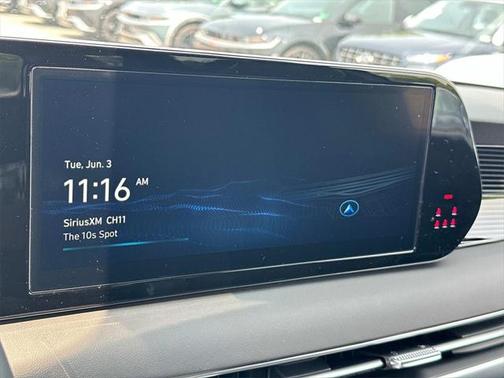 Tue, Jun. 3
11:16 AM
SiriusXM CH11
The 10s Spot